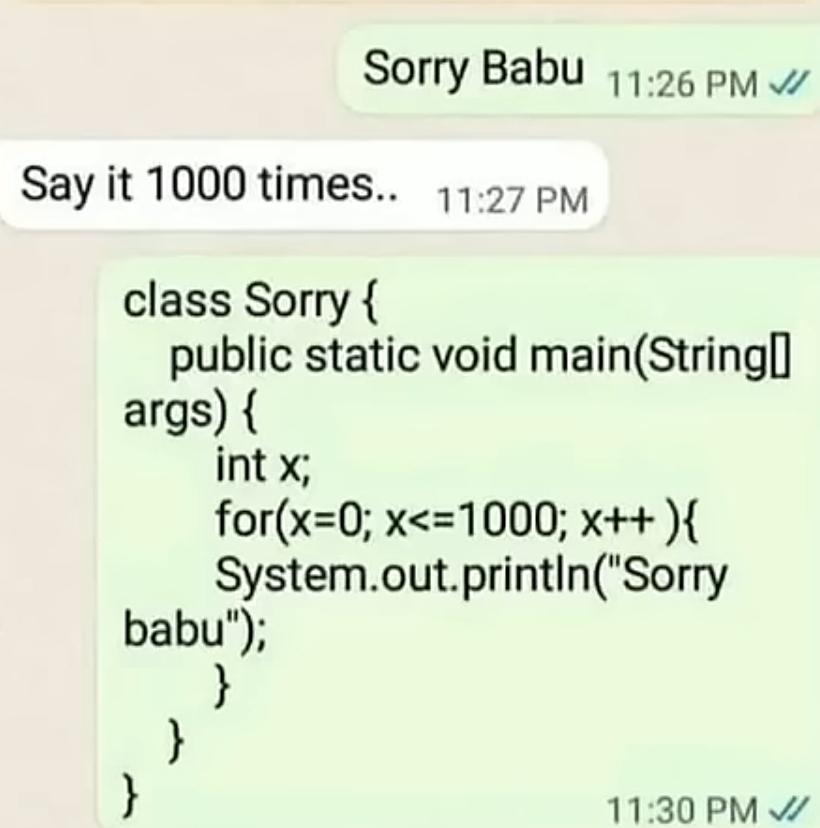 Sorry Babu 11:26 PM
Say it 1000 times.. 11:27 PM
class Sorry {
public static void main(String[]
args) {
int x;
for(x=0; x<=1000; x++ ){
System.out.println("Sorry
babu");
}
}
}
11:30 PM